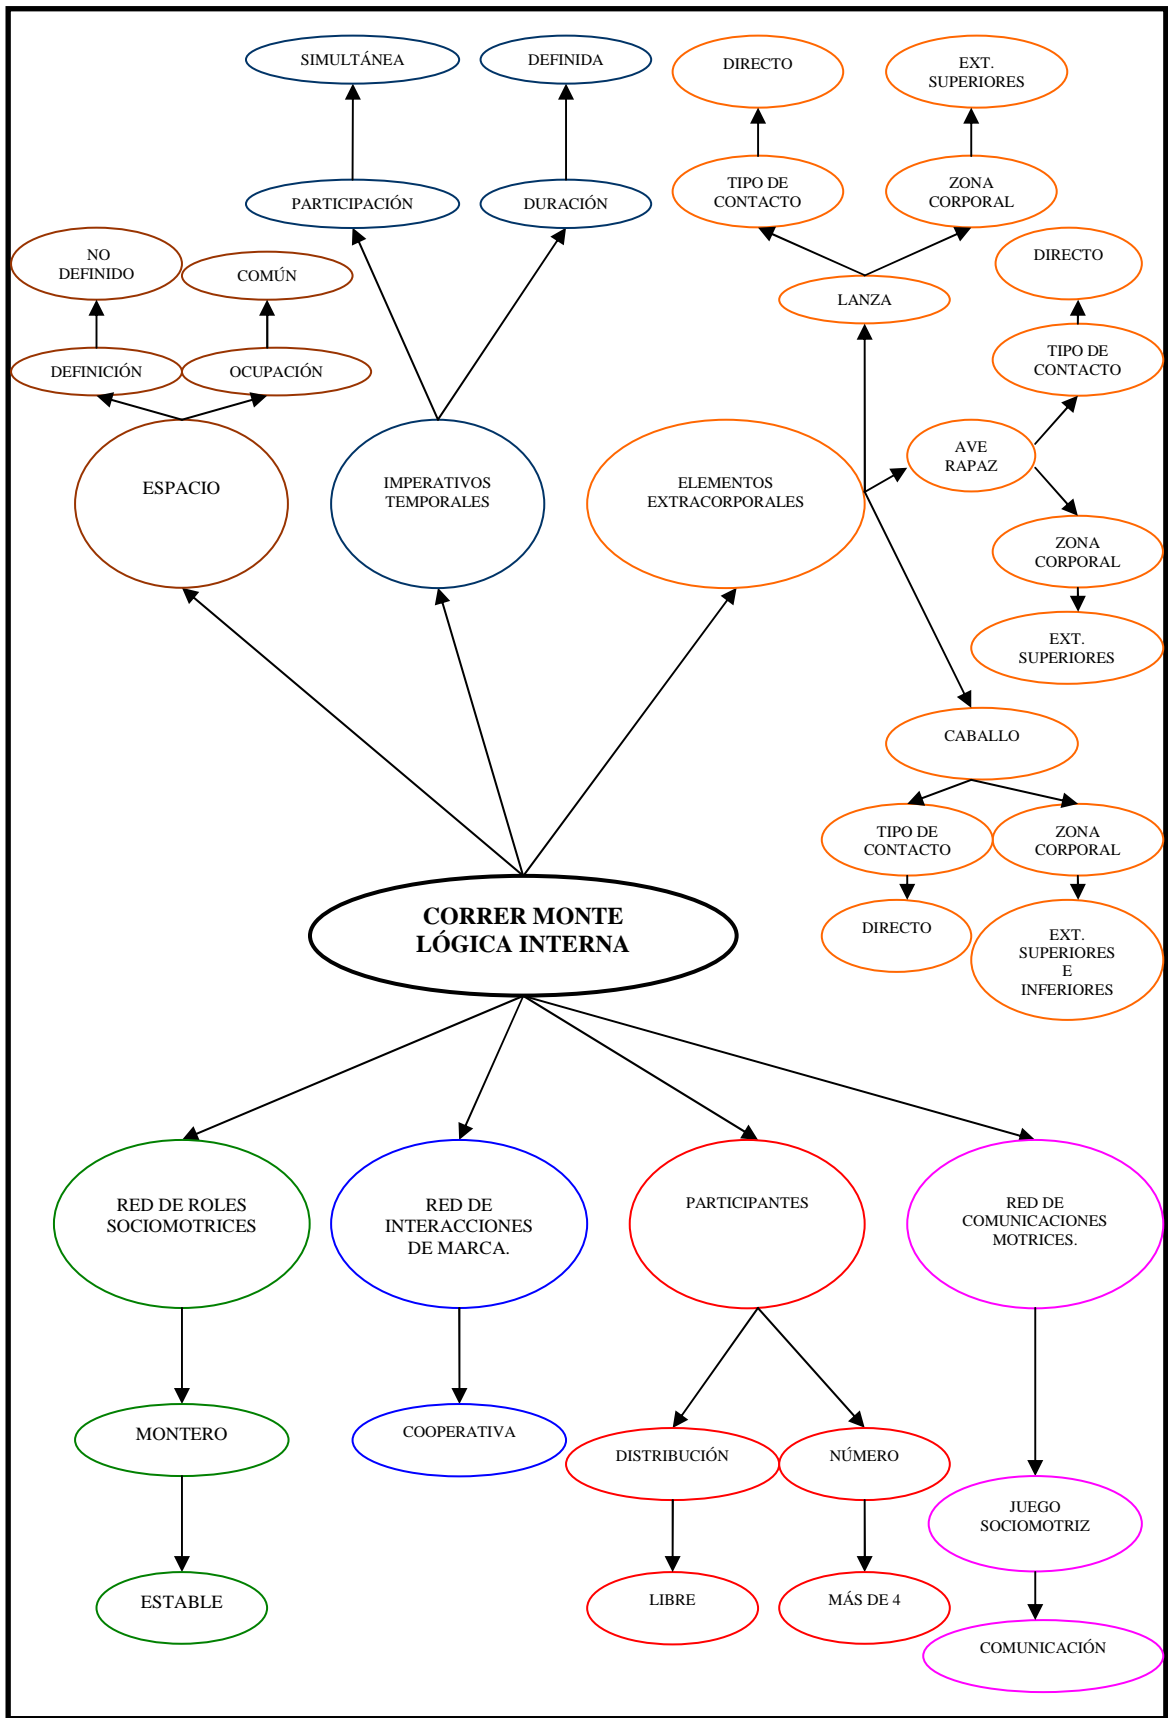 SIMULTÁNEA
DEFINIDA
DIRECTO
EXT.
SUPERIORES
PARTICIPACIÓN
DURACIÓN
TIPO DE
CONTACTO
ZONA
CORPORAL
NO
DEFINIDO
COMÚN
LANZA
DIRECTO
DEFINICIÓN
OCUPACIÓN
TIPO DE
CONTACTO
ESPACIO
IMPERATIVOS
TEMPORALES
ELEMENTOS
EXTRACORPORALES
AVE
RAPAZ
ZONA
CORPORAL
EXT.
SUPERIORES
CABALLO
TIPO DE
CONTACTO
ZONA
CORPORAL
DIRECTO
EXT.
SUPERIORES
E
INFERIORES
CORRER MONTE
LÓGICA INTERNA
RED DE ROLES
SOCIOMOTRICES
RED DE
INTERACCIONES
DE MARCA.
PARTICIPANTES
RED DE
COMUNICACIONES
MOTRICES.
MONTERO
COOPERATIVA
DISTRIBUCIÓN
NÚMERO
JUEGO
SOCIOMOTRIZ
ESTABLE
LIBRE
MÁS DE 4
COMUNICACIÓN